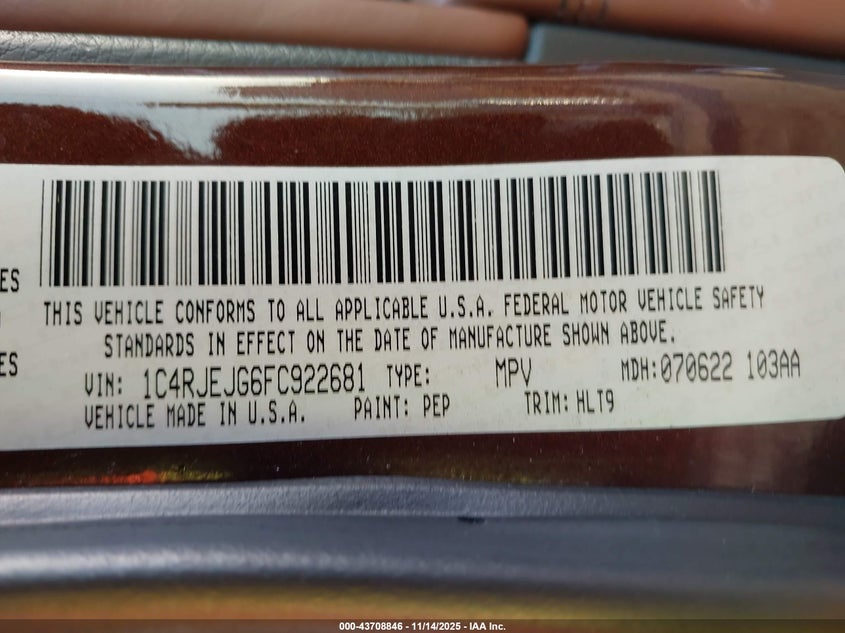 ES
ES
THIS VEHICLE CONFORMS TO ALL APPLICABLE U.S.A. FEDERAL MOTOR VEHICLE SAFETY
STANDARDS IN EFFECT ON THE DATE OF MANUFACTURE SHOWN ABOVE.
VIN: 1C4RJEJG6FC922681 TYPE: MPV MDH: 070622 103AA
VEHICLE MADE IN U.S.A. PAINT: PEP TRIM: HLT9
000-43708846 - 11/14/2025 - IAA Inc.